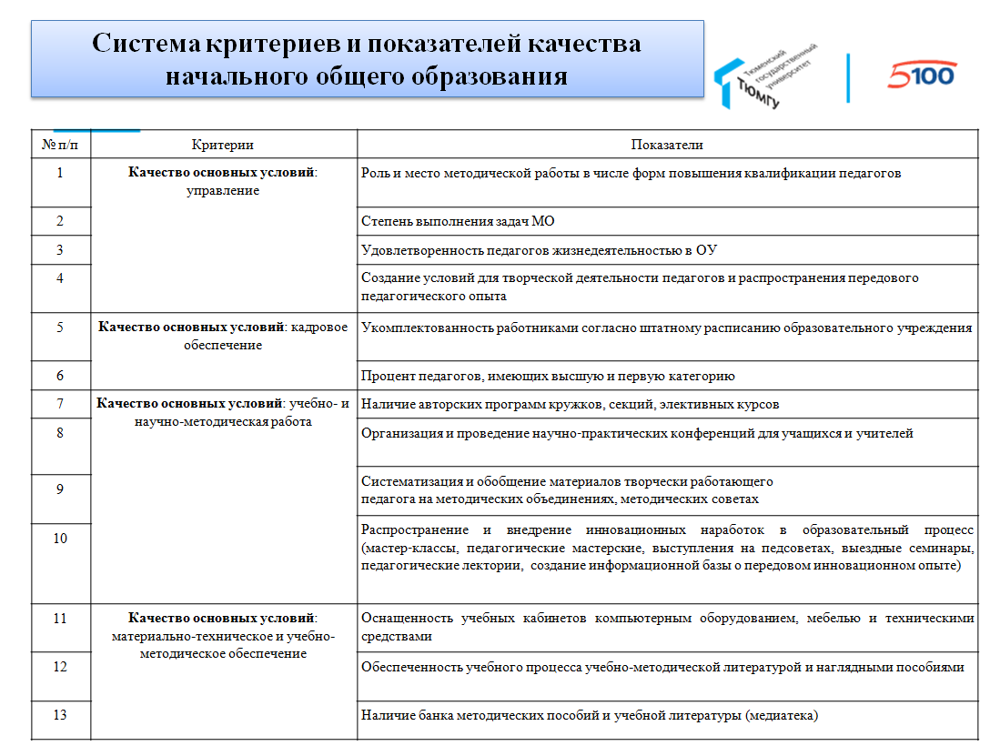 Система критериев и показателей качества
начального общего образования
Тюменский
государственный
университет
ТЮМГУ
5100
№ п/п
Критерии
Показатели
1
Качество основных условий:
управление
Роль и место методической работы в числе форм повышения квалификации педагогов
2
Степень выполнения задач МО
3
Удовлетворенность педагогов жизнедеятельностью в ОУ
4
Создание условий для творческой деятельности педагогов и распространения передового
педагогического опыта
5
Качество основных условий: кадровое
обеспечение
Укомплектованность работниками согласно штатному расписанию образовательного учреждения
6
Процент педагогов, имеющих высшую и первую категорию
7
Качество основных условий: учебно- и
научно-методическая работа
Наличие авторских программ кружков, секций, элективных курсов
8
Организация и проведение научно-практических конференций для учащихся и учителей
9
Систематизация и обобщение материалов творчески работающего
педагога на методических объединениях, методических советах
10
Распространение и внедрение инновационных наработок в образовательный процесс
(мастер-классы, педагогические мастерские, выступления на педсоветах, выездные семинары,
педагогические лектории, создание информационной базы о передовом инновационном опыте)
11
Качество основных условий:
материально-техническое и учебно-
методическое обеспечение
Оснащенность учебных кабинетов компьютерным оборудованием, мебелью и техническими
средствами
12
Обеспеченность учебного процесса учебно-методической литературой и наглядными пособиями
13
Наличие банка методических пособий и учебной литературы (медиатека)